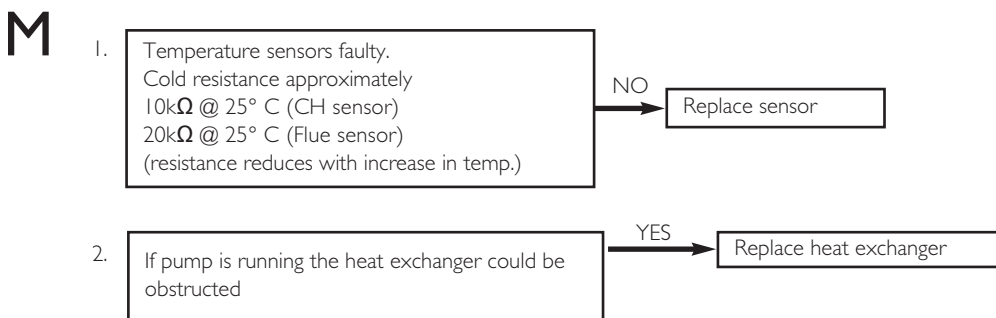 M
1.
Temperature sensors faulty.
Cold resistance approximately
10kΩ @ 25° C (CH sensor)
20kΩ @ 25° C (Flue sensor)
(resistance reduces with increase in temp.)
NO
Replace sensor
2.
If pump is running the heat exchanger could be
obstructed
YES
Replace heat exchanger